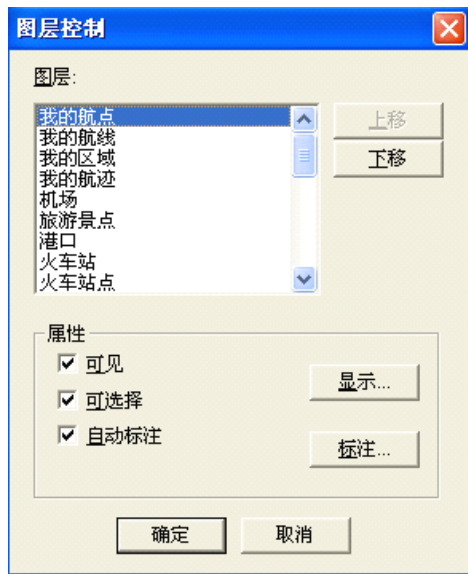 图层控制
图层:
我的航点
我的航线
我的区域
我的航迹
机场
旅游景点
港口
火车站
火车站点
上移
下移
属性
可见
可选择
自动标注
显示...
标注...
确定
取消